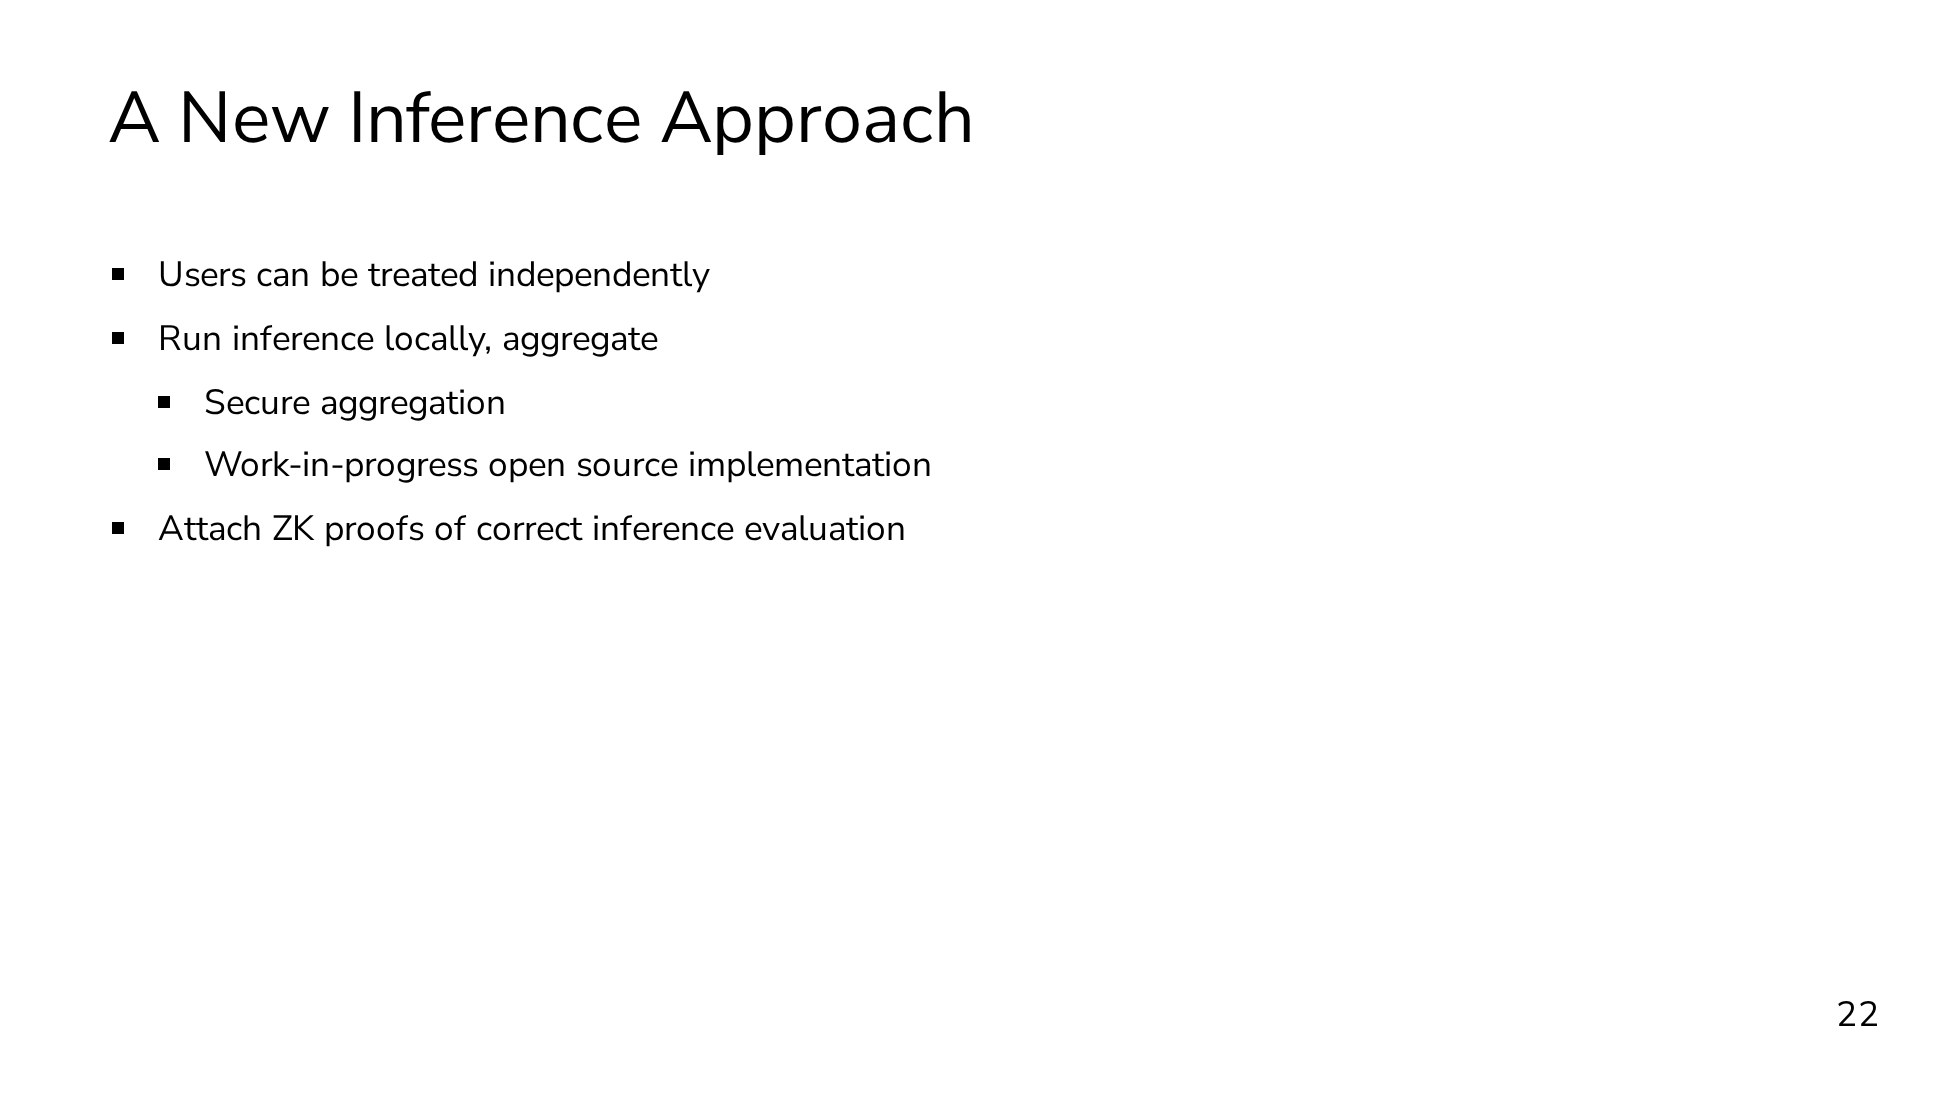 A New Inference Approach
▪ Users can be treated independently
▪ Run inference locally, aggregate
▪ Secure aggregation
▪ Work-in-progress open source implementation
▪ Attach ZK proofs of correct inference evaluation
22